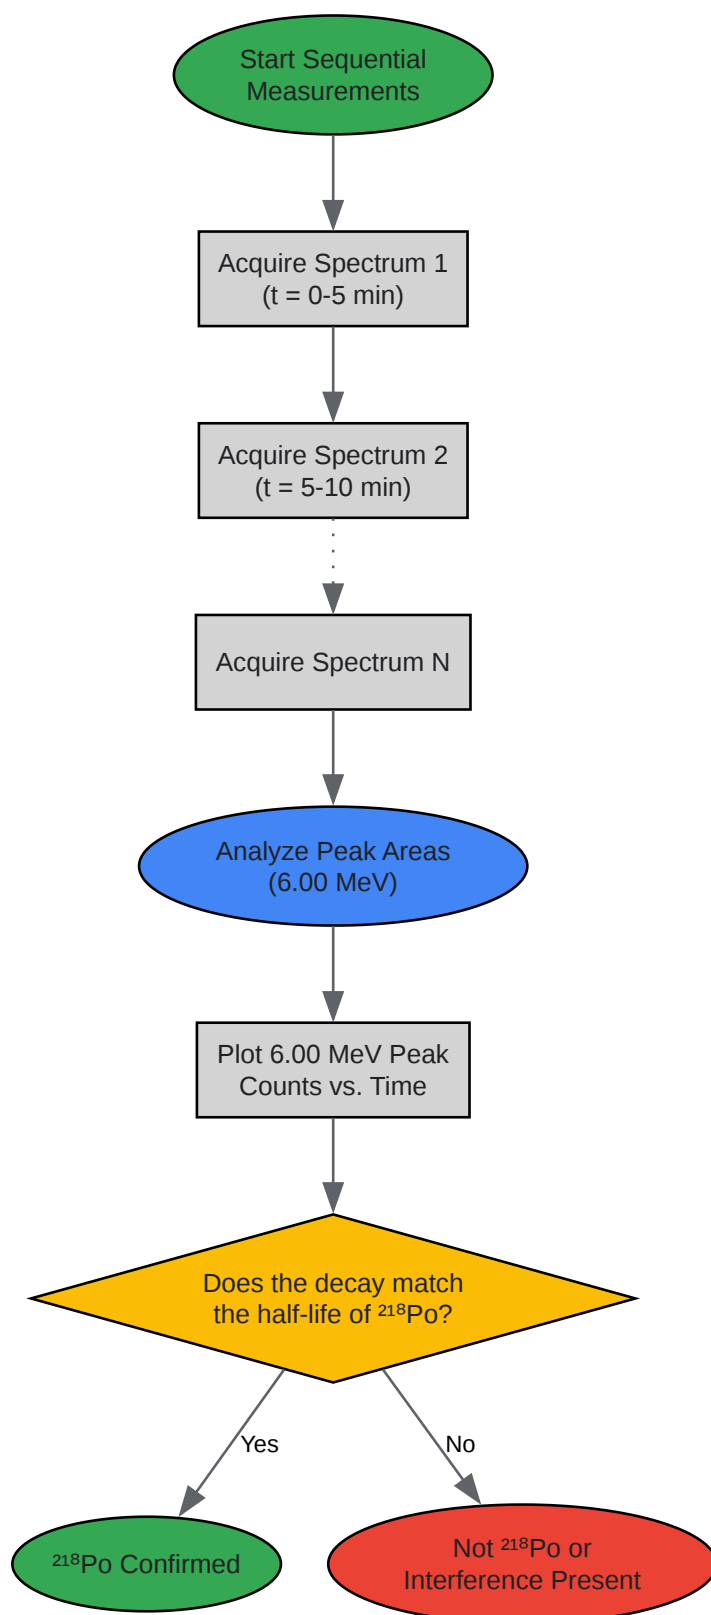 Start Sequential
Measurements
Acquire Spectrum 1
(t = 0-5 min)
Acquire Spectrum 2
(t = 5-10 min)
Acquire Spectrum N
Analyze Peak Areas
(6.00 MeV)
Plot 6.00 MeV Peak
Counts vs. Time
Does the decay match
the half-life of ²¹⁸Po?
Yes
No
²¹⁸Po Confirmed
Not ²¹⁸Po or
Interference Present